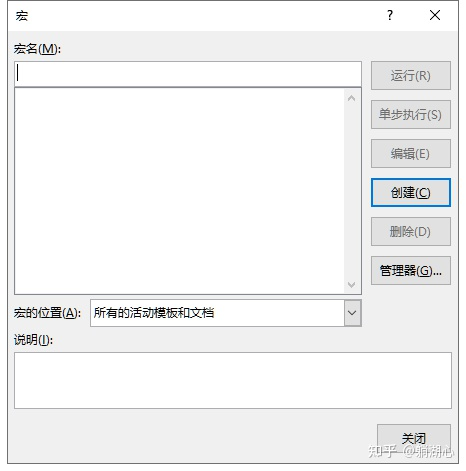 宏
宏名(M):
运行(R)
单步执行(S)
编辑(E)
创建(C)
删除(D)
管理器(G)...
宏的位置(A):
所有的活动模板和文档
说明(I):
关闭
知乎